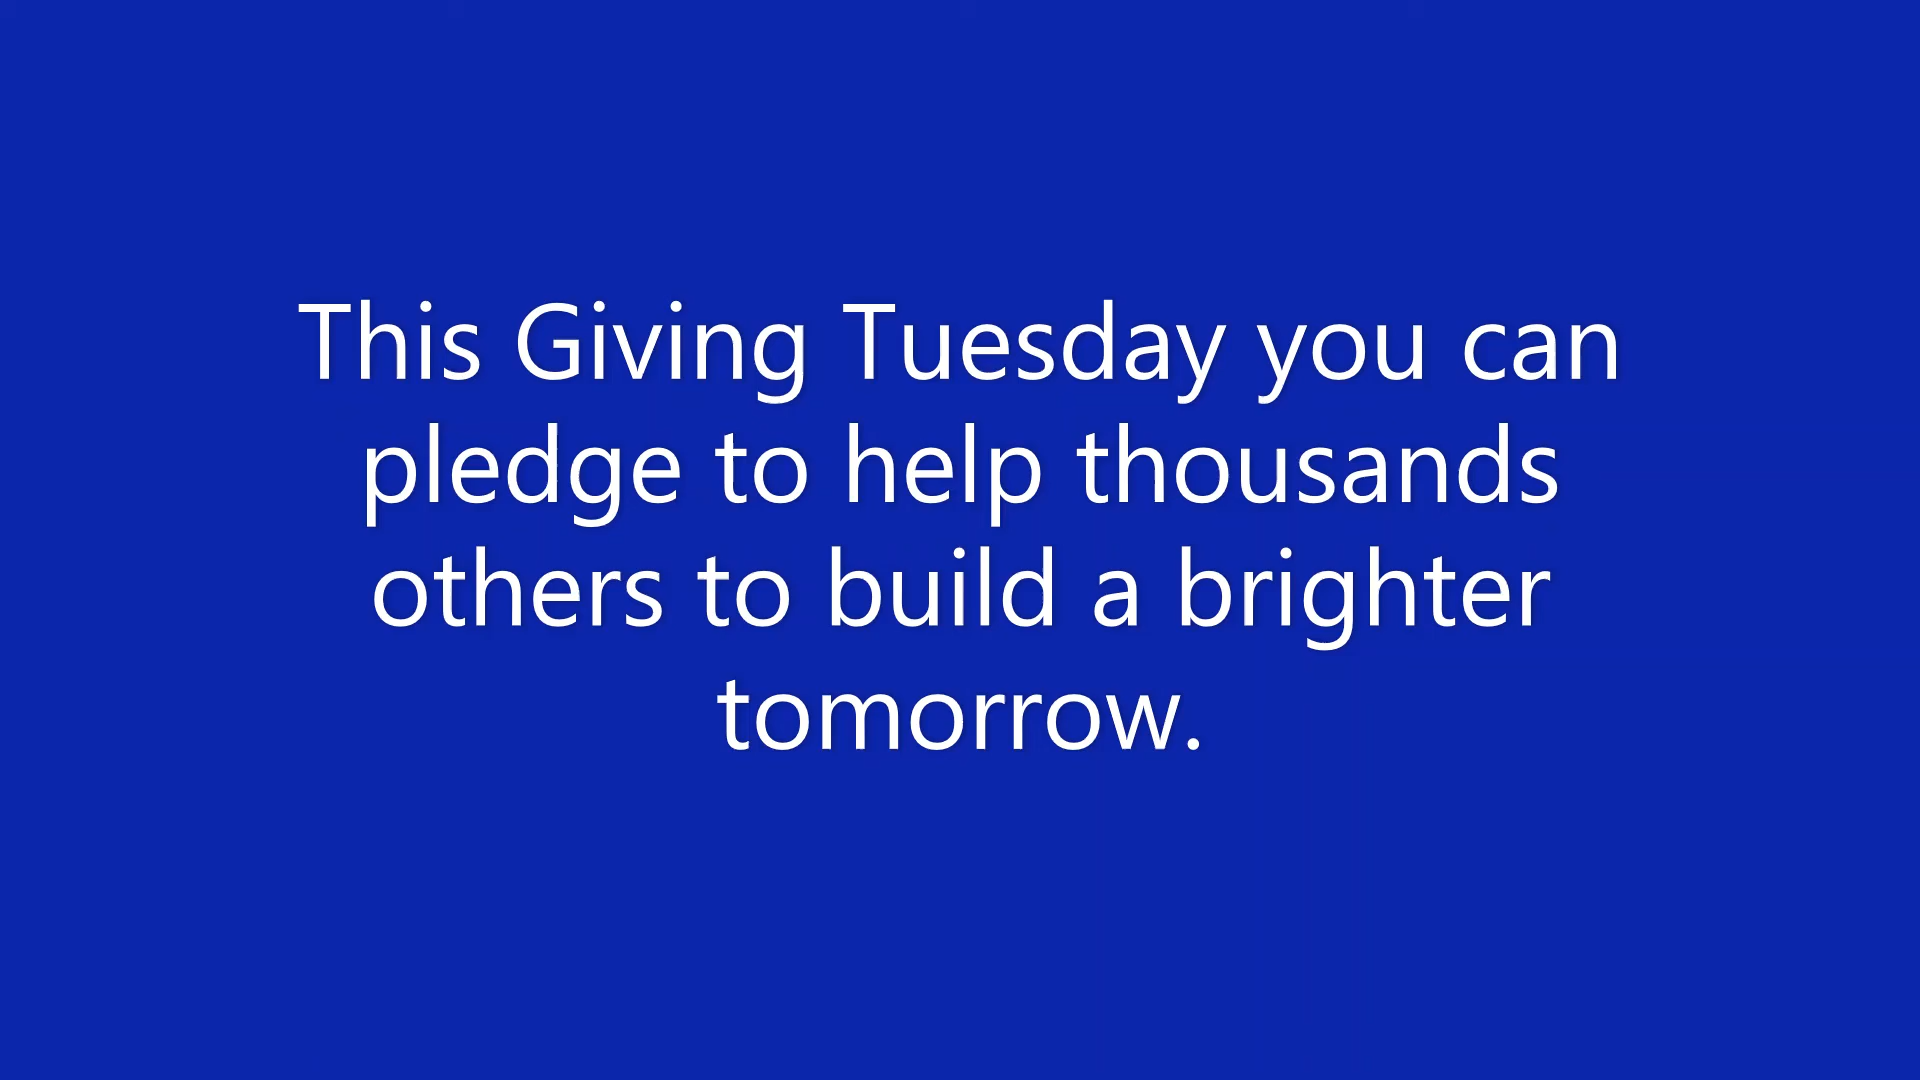 This Giving Tuesday you can
pledge to help thousands
others to build a brighter
tomorrow.